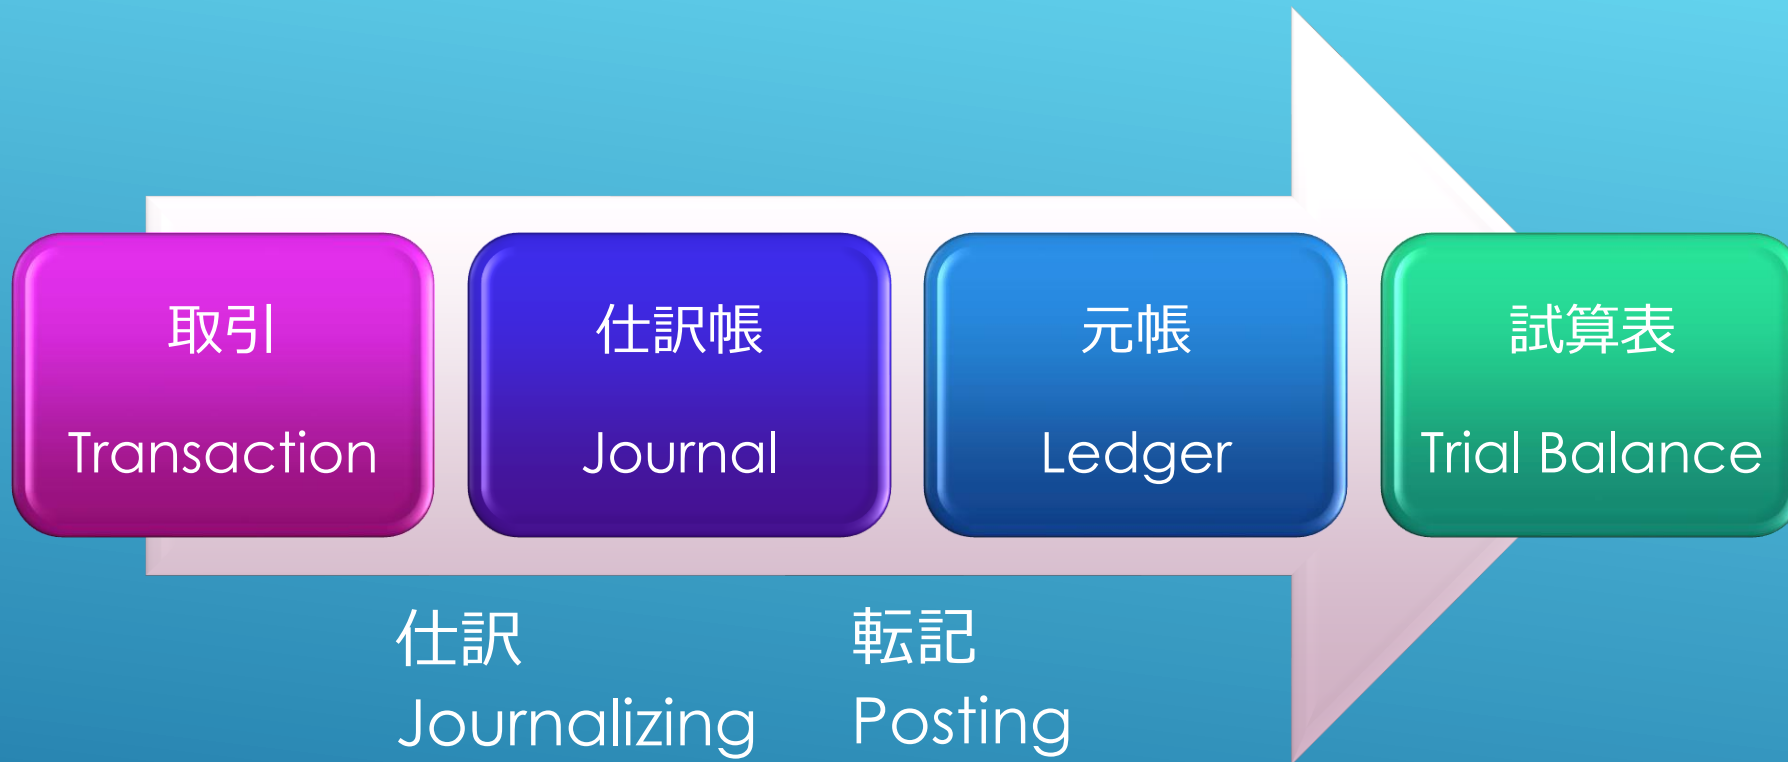 取引
Transaction
仕訳帳
Journal
元帳
Ledger
試算表
Trial Balance
仕訳
Journalizing
転記
Posting